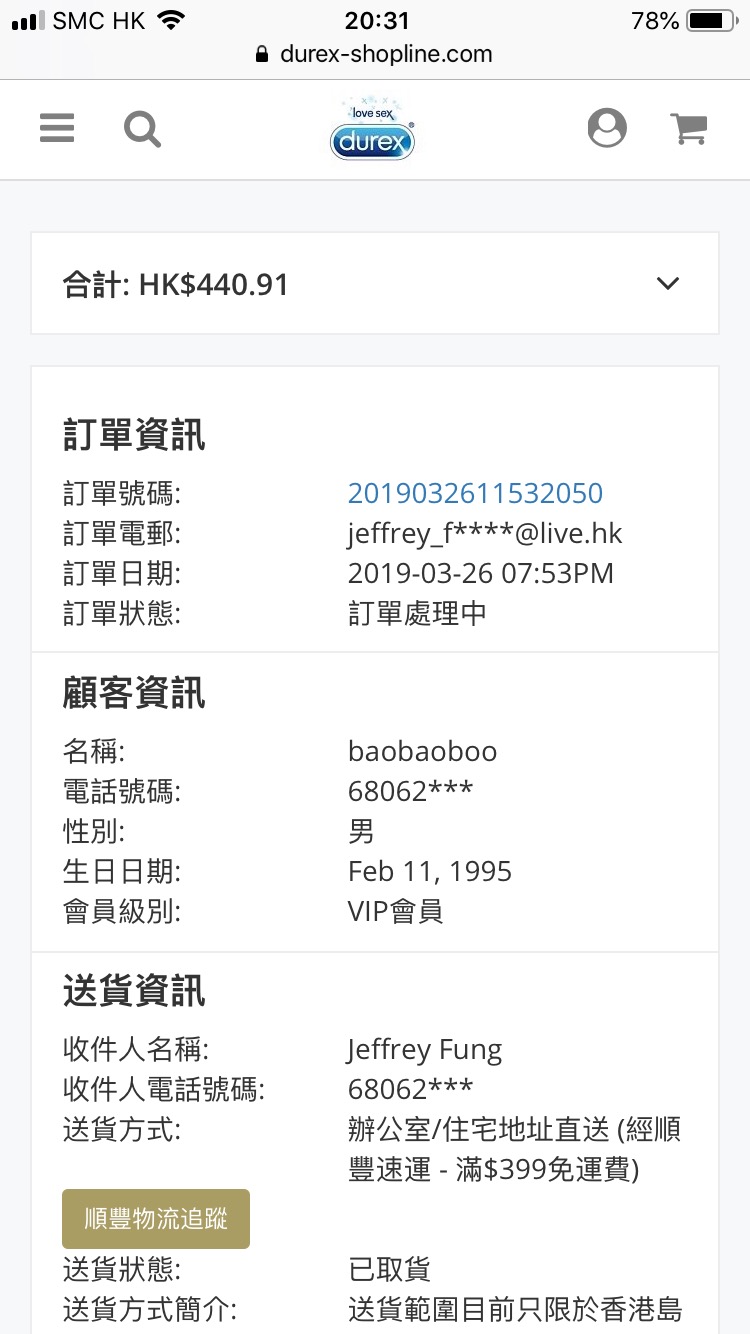 SMC HK 20:31 78%
durex-shopline.com
love sex
durex®
合計: HK$440.91
訂單資訊
訂單號碼: 2019032611532050
訂單電郵: jeffrey_f****@live.hk
訂單日期: 2019-03-26 07:53PM
訂單狀態: 訂單處理中
顧客資訊
名稱: baobaoboo
電話號碼: 68062***
性別: 男
生日日期: Feb 11, 1995
會員級別: VIP會員
送貨資訊
收件人名稱: Jeffrey Fung
收件人電話號碼: 68062***
送貨方式: 辦公室/住宅地址直送 (經順
豐速運 - 滿$399免運費)
順豐物流追蹤
送貨狀態: 已取貨
送貨方式簡介: 送貨範圍目前只限於香港島